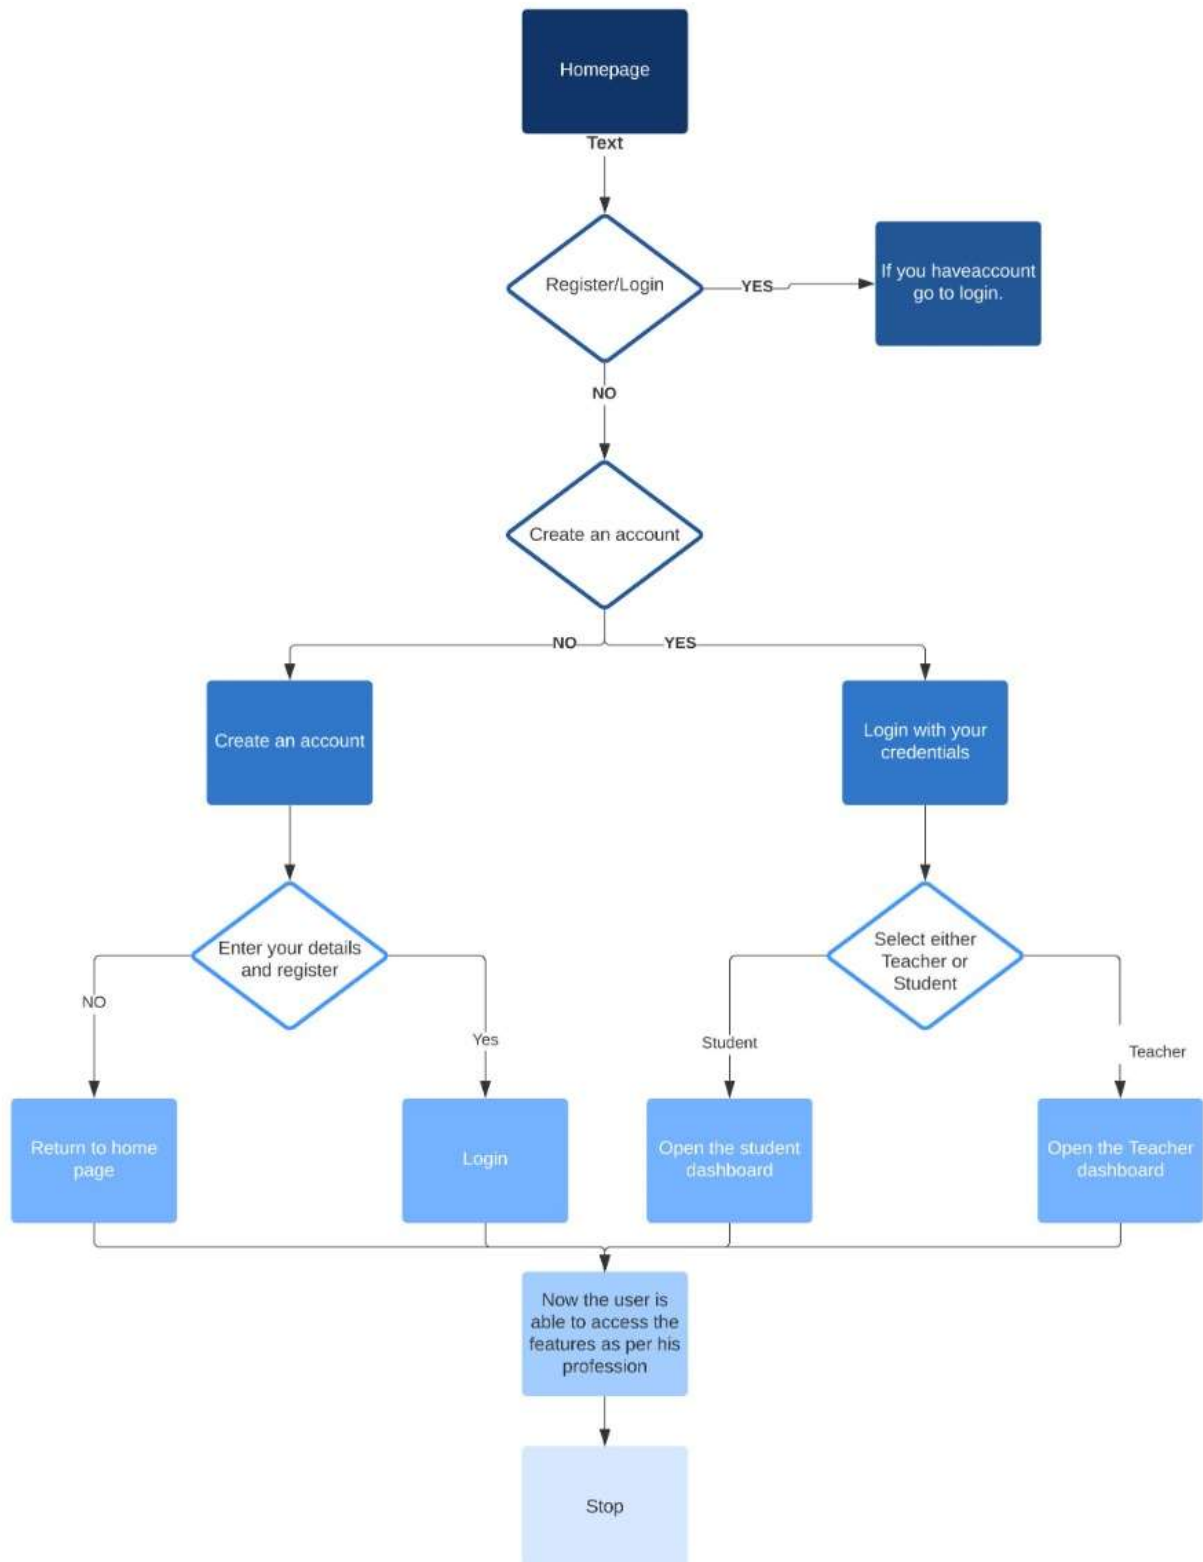 Homepage
Text
Register/Login
YES
If you haveaccount
go to login.
NO
Create an account
NO
YES
Create an account
Login with your
credentials
Enter your details
and register
Select either
Teacher or
Student
NO
Yes
Student
Teacher
Return to home
page
Login
Open the student
dashboard
Open the Teacher
dashboard
Now the user is
able to access the
features as per his
profession
Stop